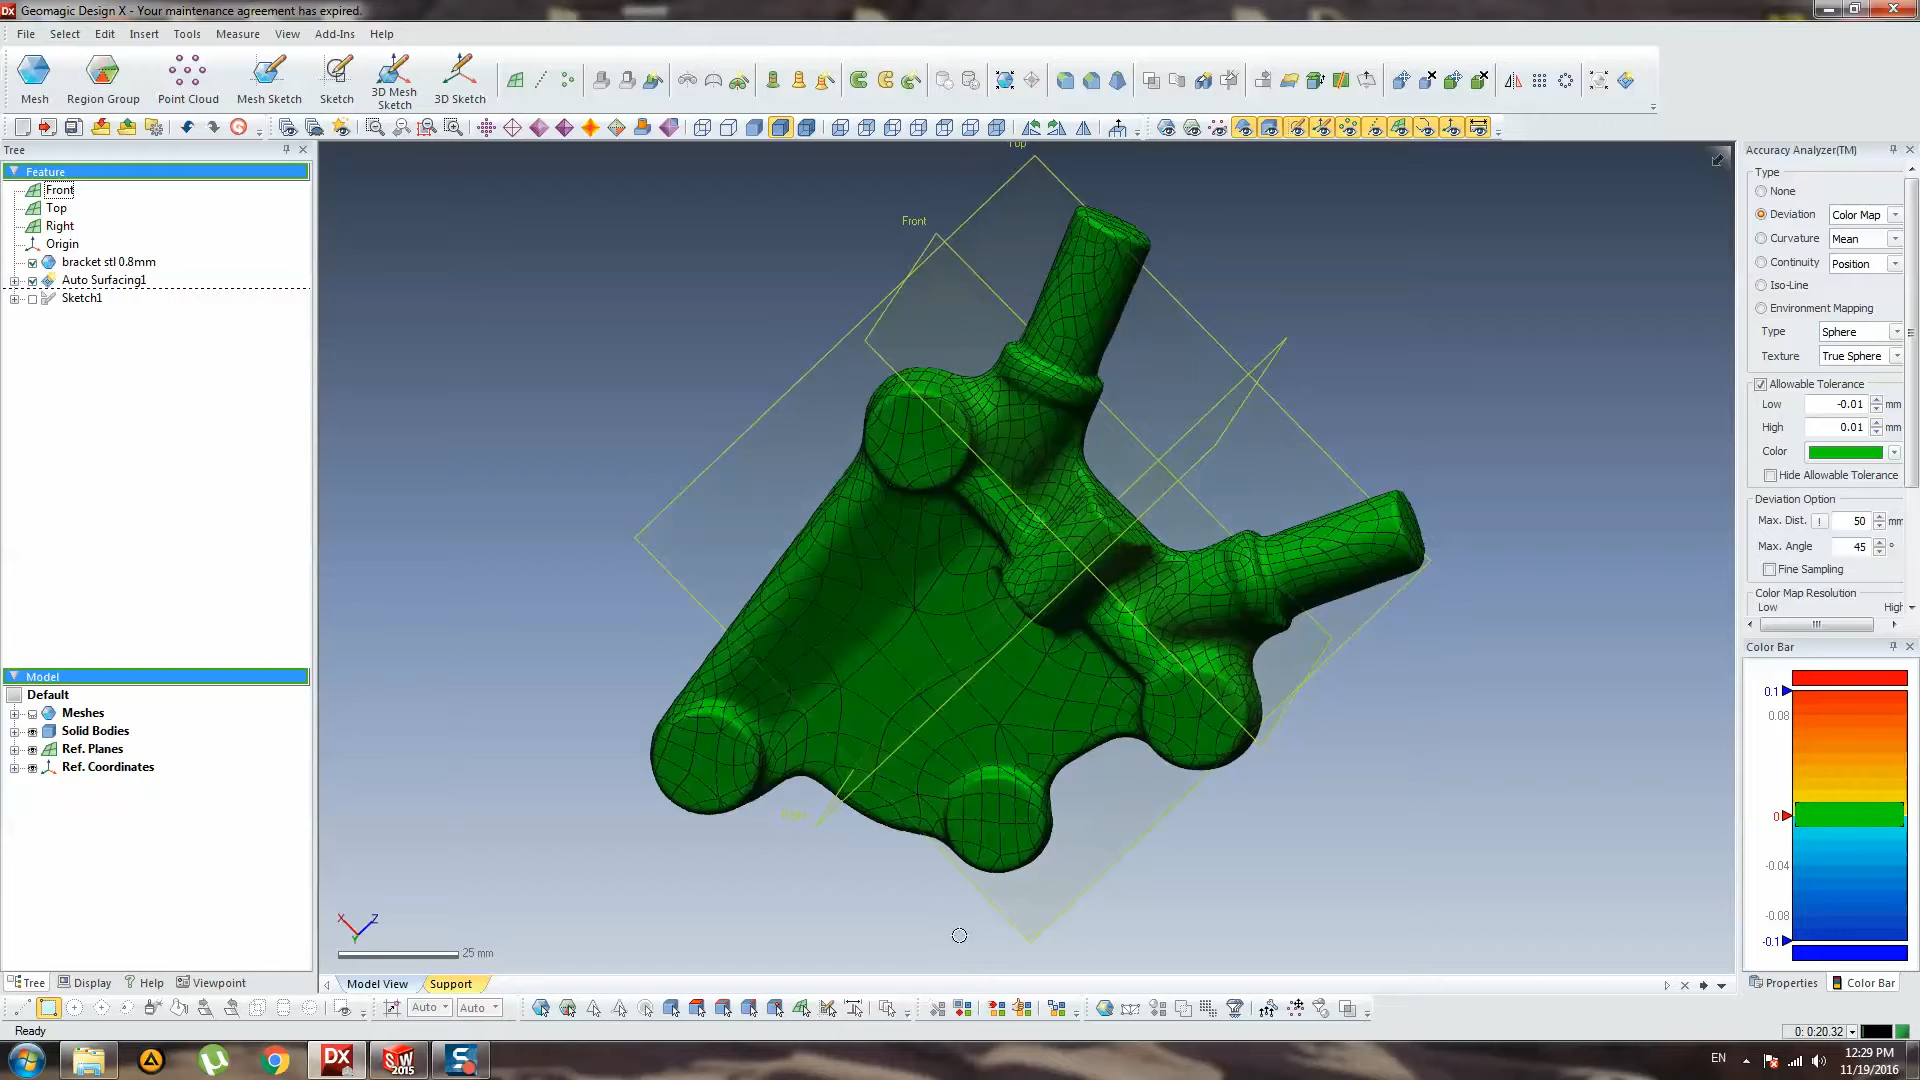 Geomagic Design X - Your maintenance agreement has expired.
File Select Edit Insert Tools Measure View Add-Ins Help
Mesh Region Group Point Cloud Mesh Sketch Sketch 3D Mesh Sketch 3D Sketch
Tree
Feature
Front
Top
Right
Origin
bracket stl 0.8mm
Auto Surfacing1
Sketch1
Model
Default
Meshes
Solid Bodies
Ref. Planes
Ref. Coordinates
Tree Display Help Viewpoint
Top
Front
Right
X Z
Y
25 mm
Model View Support
Accuracy Analyzer(TM)
Type
None
Deviation Color Map
Curvature Mean
Continuity Position
Iso-Line
Environment Mapping
Type Sphere
Texture True Sphere
Allowable Tolerance
Low -0.01 mm
High 0.01 mm
Color
Hide Allowable Tolerance
Deviation Option
Max. Dist. ! 50 mm
Max. Angle 45 °
Fine Sampling
Color Map Resolution
Low High
Color Bar
0.1
0.08
0
-0.04
-0.08
-0.1
Properties Color Bar
Auto Auto
Ready
0: 0:20.32
DX SW 2015 S
EN
12:29 PM
11/19/2016